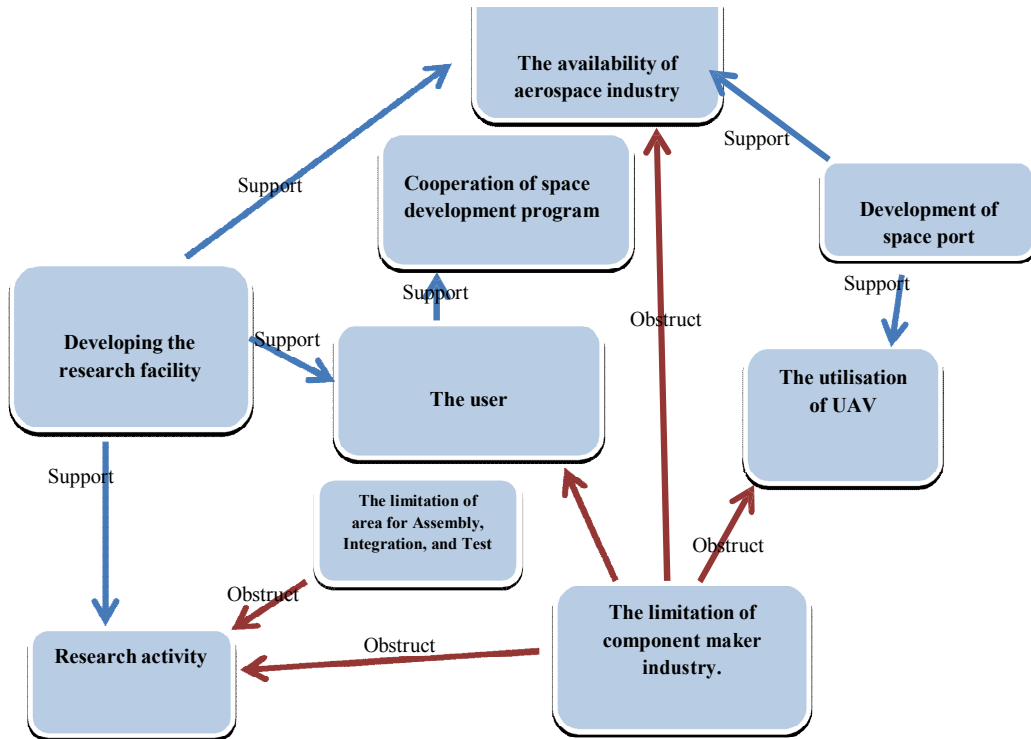 The availability of
aerospace industry
Support
Support
Cooperation of space
development program
Development of
space port
Support
Support
Obstruct
Developing the
research facility
Support
The user
The utilisation
of UAV
Support
The limitation of
area for Assembly,
Integration, and Test
Obstruct
Obstruct
The limitation of
component maker
industry.
Obstruct
Research activity